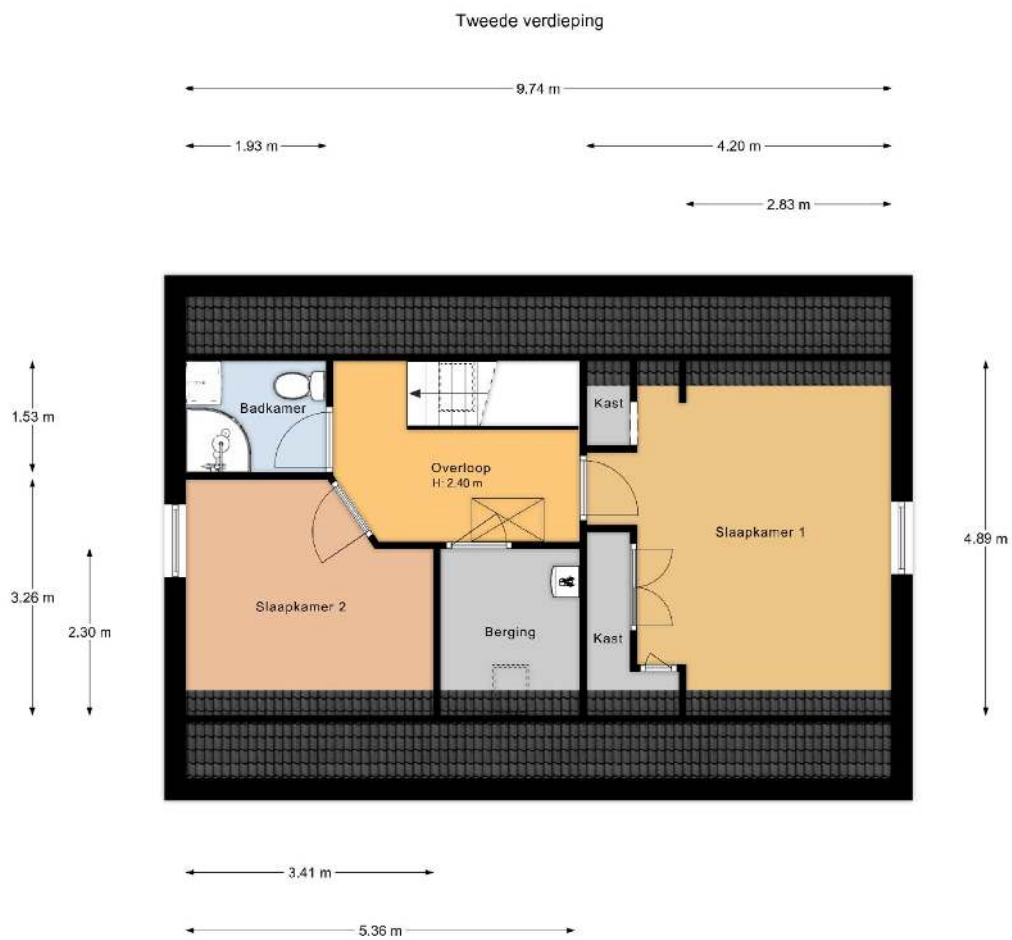 Tweede verdieping
9.74 m
1.93 m
4.20 m
2.83 m
1.53 m
Badkamer
Kast
Overloop
H: 2.40 m
Slaapkamer 1
4.89 m
3.26 m
2.30 m
Slaapkamer 2
Berging
Kast
3.41 m
5.36 m